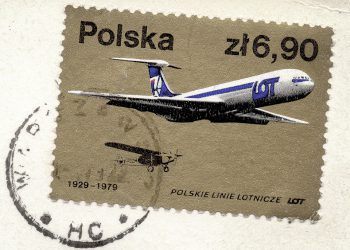 Polska zł6,90
LOT
1929-1979
POLSKIE LINIE LOTNICZE LOT
HC